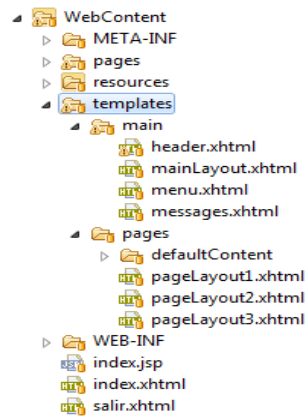 WebContent
META-INF
pages
resources
templates
main
header.xhtml
mainLayout.xhtml
menu.xhtml
messages.xhtml
pages
defaultContent
pageLayout1.xhtml
pageLayout2.xhtml
pageLayout3.xhtml
WEB-INF
index.jsp
index.xhtml
salir.xhtml